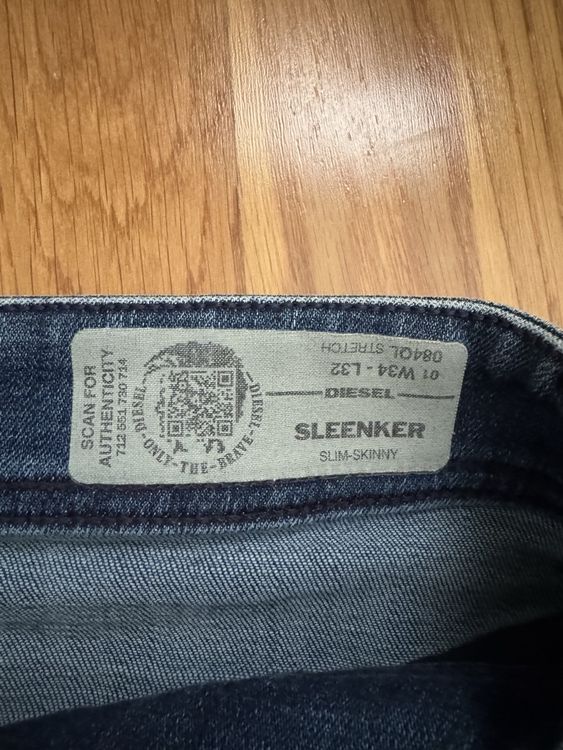 SCAN FOR
AUTHENTICITY
712 551 730 714
DIESEL
DIESEL
-ONLY-THE-BRAVE-
01 W34 - L32
084QL STRETCH
DIESEL
SLEENKER
SLIM-SKINNY